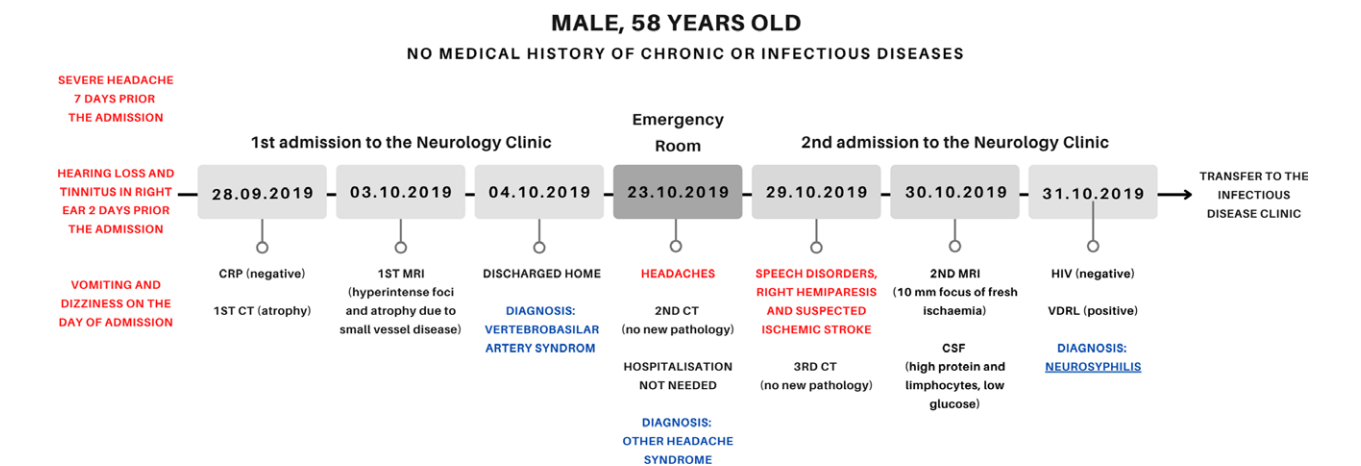 MALE, 58 YEARS OLD
NO MEDICAL HISTORY OF CHRONIC OR INFECTIOUS DISEASES
SEVERE HEADACHE
7 DAYS PRIOR
THE ADMISSION
HEARING LOSS AND
TINNITUS IN RIGHT
EAR 2 DAYS PRIOR
THE ADMISSION
VOMITING AND
DIZZINESS ON THE
DAY OF ADMISSION
1st admission to the Neurology Clinic
28.09.2019
CRP (negative)
1ST CT (atrophy)
03.10.2019
1ST MRI
(hyperintense foci
and atrophy due to
small vessel disease)
04.10.2019
DISCHARGED HOME
DIAGNOSIS:
VERTEBROBASILAR
ARTERY SYNDROM
Emergency
Room
23.10.2019
HEADACHES
2ND CT
(no new pathology)
HOSPITALISATION
NOT NEEDED
DIAGNOSIS:
OTHER HEADACHE
SYNDROME
2nd admission to the Neurology Clinic
29.10.2019
SPEECH DISORDERS,
RIGHT HEMIPARESIS
AND SUSPECTED
ISCHEMIC STROKE
3RD CT
(no new pathology)
30.10.2019
2ND MRI
(10 mm focus of fresh
ischaemia)
CSF
(high protein and
limphocytes, low
glucose)
31.10.2019
HIV (negative)
VDRL (positive)
DIAGNOSIS:
NEUROSYPHILIS
TRANSFER TO THE
INFECTIOUS
DISEASE CLINIC